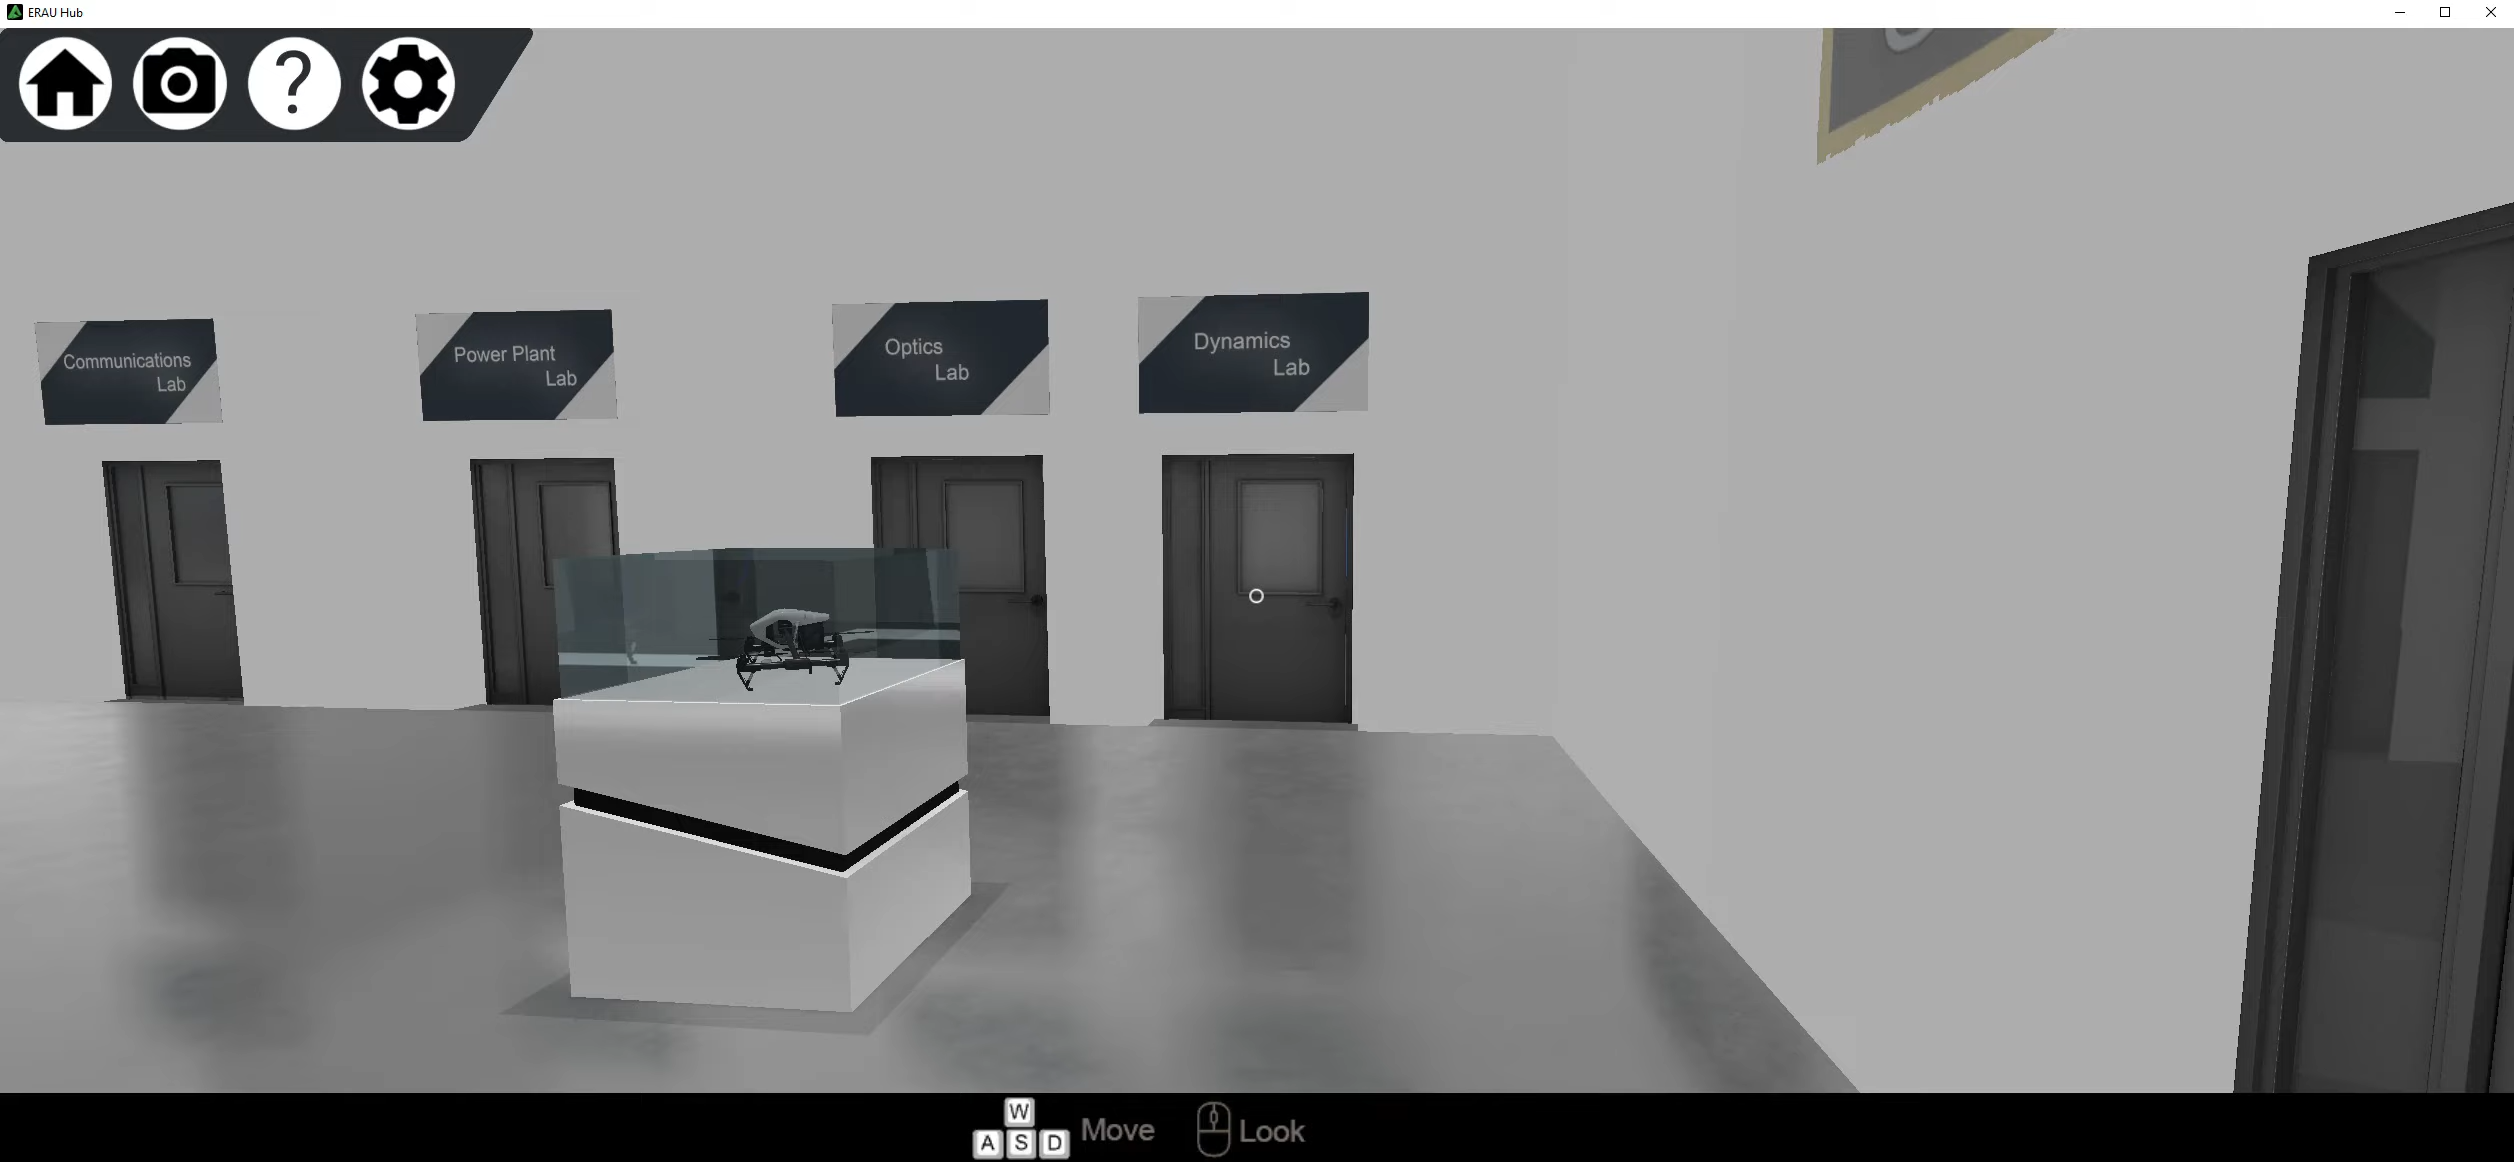 ERAU Hub
?
Communications
Lab
Power Plant
Lab
Optics
Lab
Dynamics
Lab
W
A S D
Move
Look